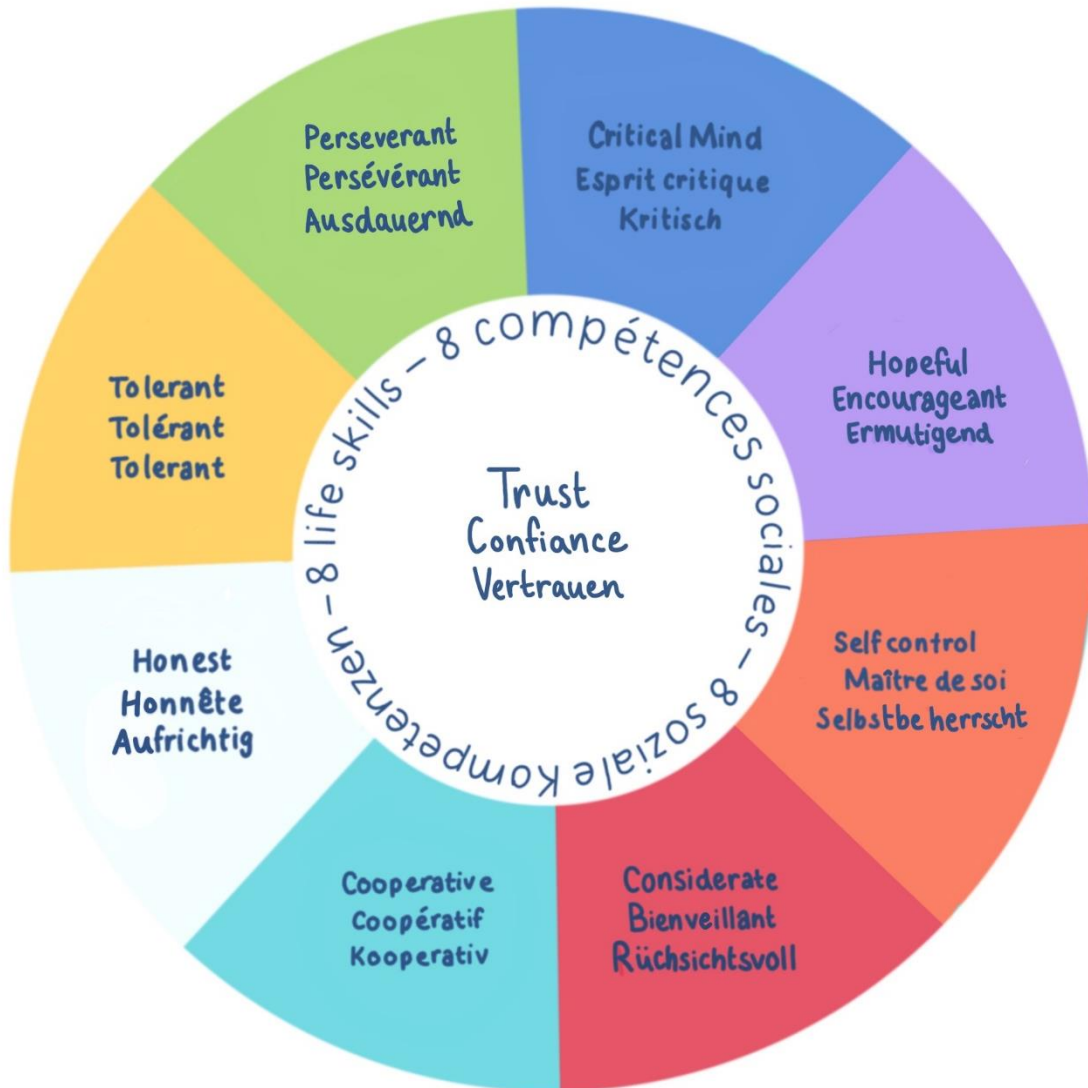 Perseverant
Persévérant
Ausdauernd
Critical Mind
Esprit critique
Kritisch
Hopeful
Encourageant
Ermutigend
Self control
Maître de soi
Selbstbe herrscht
Considerate
Bienveillant
Rüchsichtsvoll
Cooperative
Coopératif
Kooperativ
Honest
Honnête
Aufrichtig
Tolerant
Tolérant
Tolerant
8 life skills – 8 compétences sociales – 8 soziale Kompetenzen –
Trust
Confiance
Vertrauen